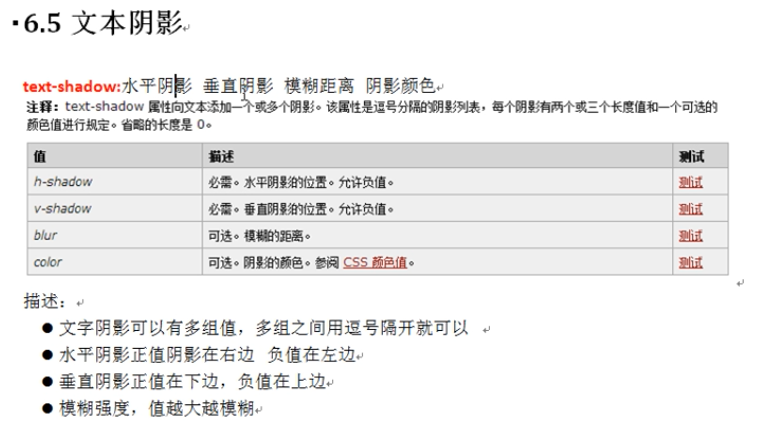 6.5 文本阴影
text-shadow:水平阴影 垂直阴影 模糊距离 阴影颜色
注释：text-shadow 属性向文本添加一个或多个阴影。该属性是逗号分隔的阴影列表，每个阴影有两个或三个长度值和一个可选的
颜色值进行规定。省略的长度是 0。
值 描述 测试
h-shadow 必需。水平阴影的位置。允许负值。 测试
v-shadow 必需。垂直阴影的位置。允许负值。 测试
blur 可选。模糊的距离。 测试
color 可选。阴影的颜色。参阅 CSS 颜色值。 测试
描述：
● 文字阴影可以有多组值，多组之间用逗号隔开就可以
● 水平阴影正值阴影在右边 负值在左边
● 垂直阴影正值在下边，负值在上边
● 模糊强度，值越大越模糊